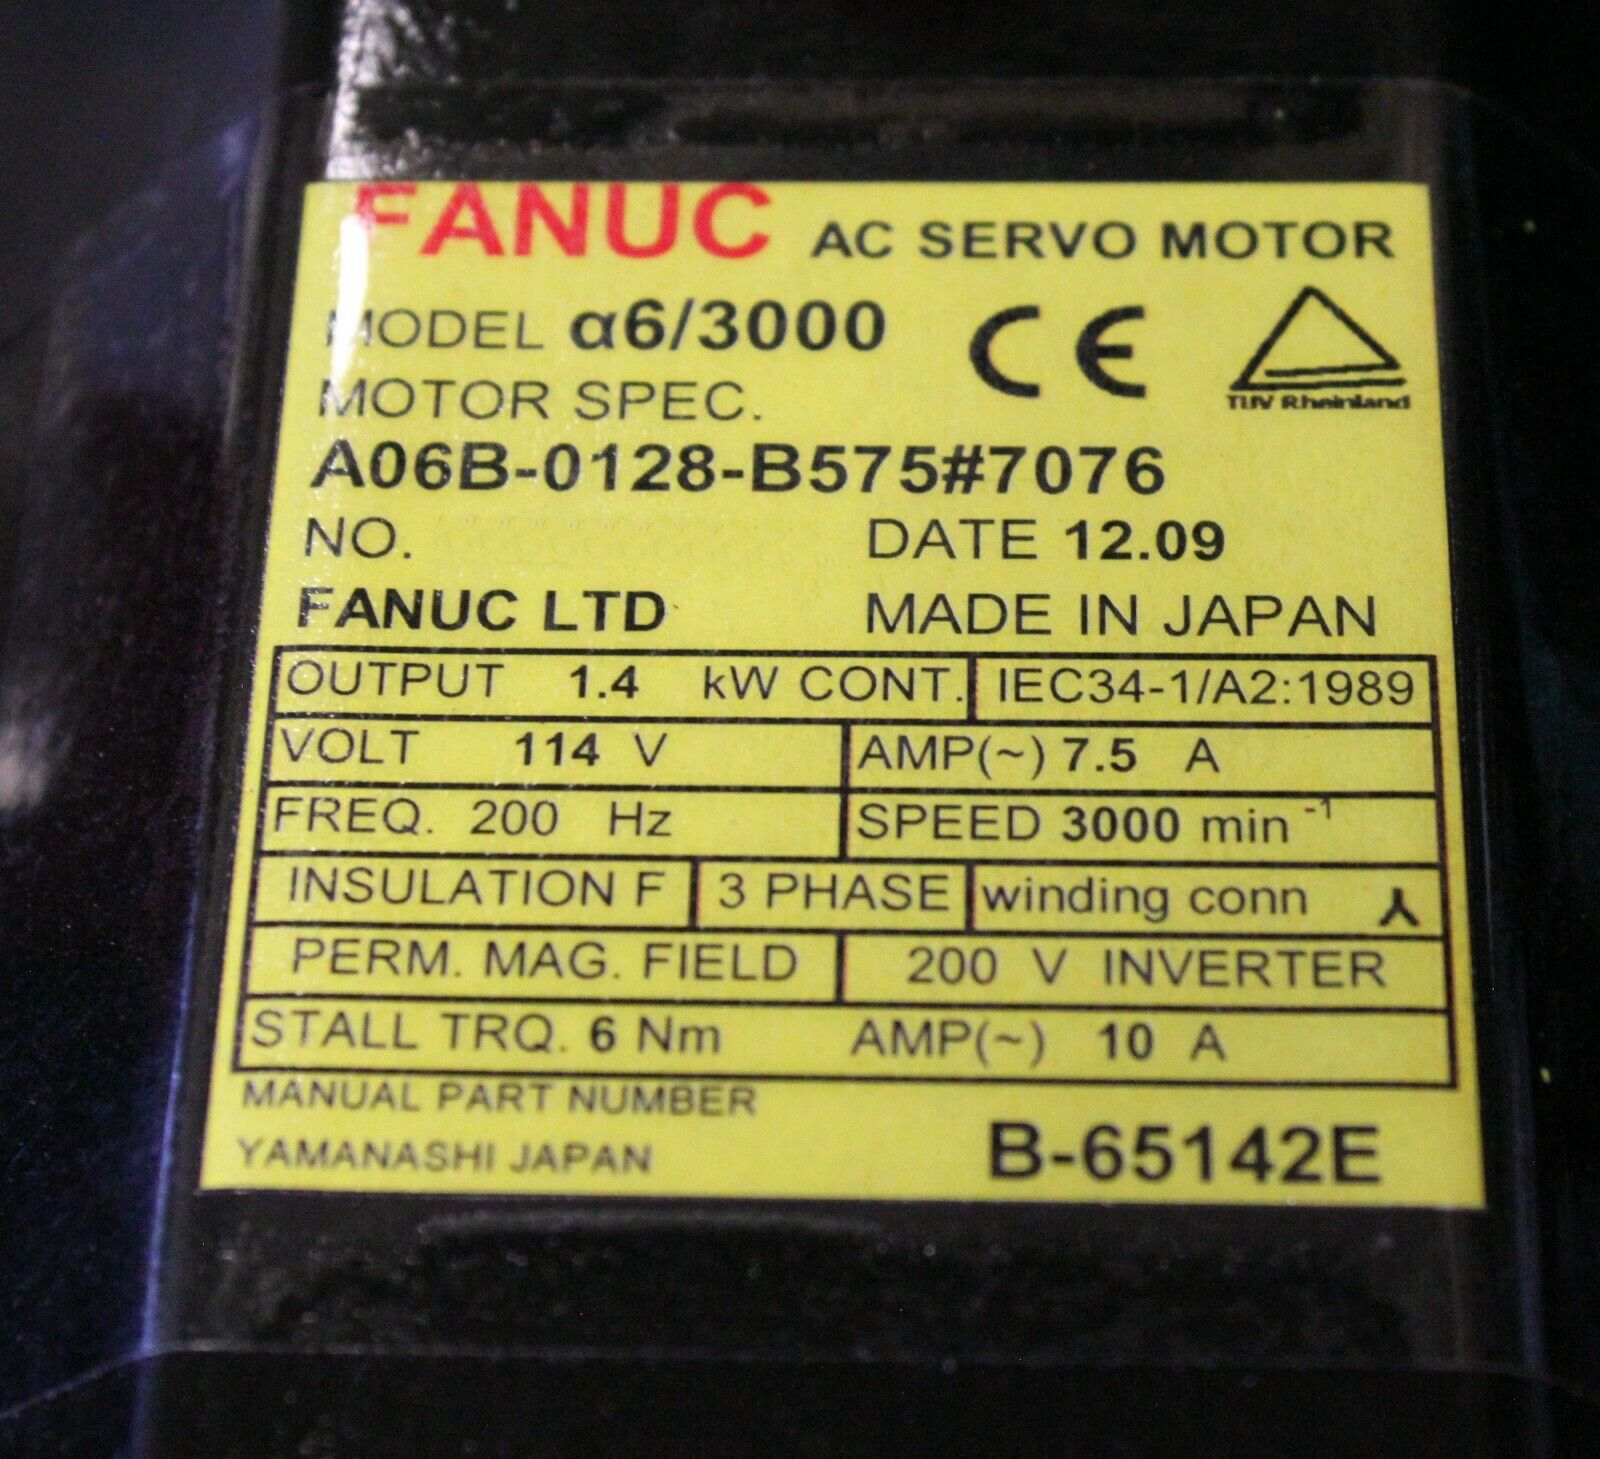 FANUC AC SERVO MOTOR
MODEL α6/3000 CE
TUV Rheinland
MOTOR SPEC.
A06B-0128-B575#7076
NO. DATE 12.09
FANUC LTD MADE IN JAPAN
OUTPUT 1.4 kW CONT. IEC34-1/A2:1989
VOLT 114 V AMP(~) 7.5 A
FREQ. 200 Hz SPEED 3000 min⁻¹
INSULATION F 3 PHASE winding conn
PERM. MAG. FIELD 200 V INVERTER
STALL TRQ. 6 Nm AMP(~) 10 A
MANUAL PART NUMBER
YAMANASHI JAPAN B-65142E